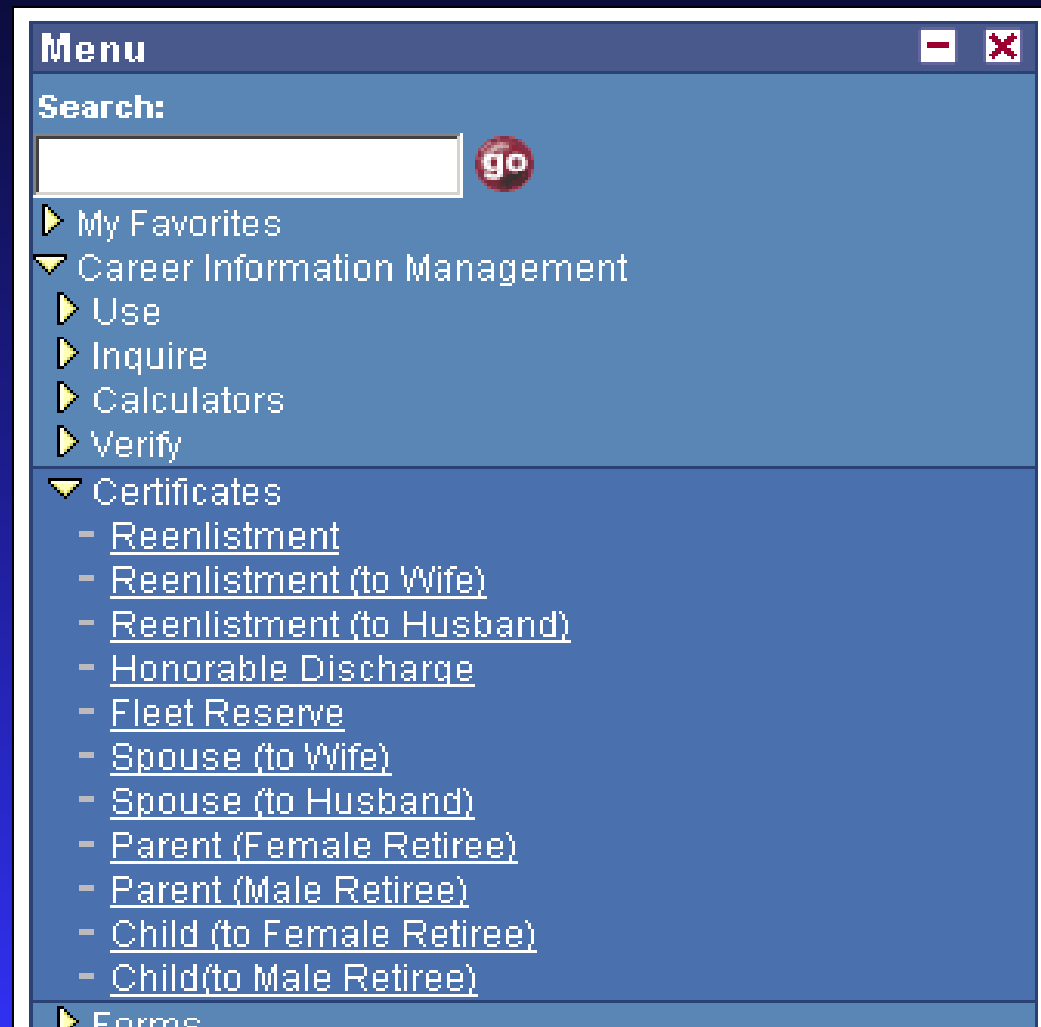 Menu
Search:
go
My Favorites
Career Information Management
Use
Inquire
Calculators
Verify
Certificates
- Reenlistment
- Reenlistment (to Wife)
- Reenlistment (to Husband)
- Honorable Discharge
- Fleet Reserve
- Spouse (to Wife)
- Spouse (to Husband)
- Parent (Female Retiree)
- Parent (Male Retiree)
- Child (to Female Retiree)
- Child(to Male Retiree)
Forms